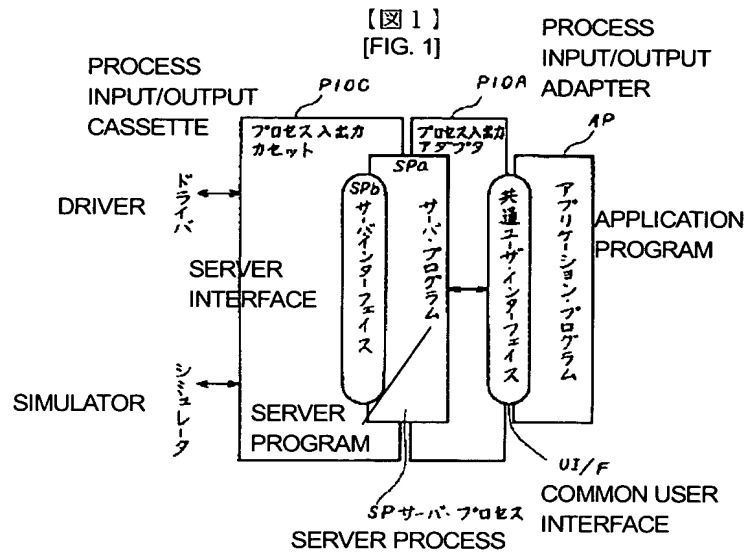 【図1】
[FIG. 1]
PROCESS
INPUT/OUTPUT
CASSETTE
PIOC
PIOA
PROCESS
INPUT/OUTPUT
ADAPTER
AP
プロセス入出力
カセット
プロセス入出力
アダプタ
SPa
サーバ・プログラム
SPb
サーバインターフェイス
共通ユーザ・インターフェイス
アプリケーション・プログラム
APPLICATION
PROGRAM
DRIVER
ドライバ
SERVER
INTERFACE
SIMULATOR
シミュレータ
SERVER
PROGRAM
UI/F
COMMON USER
INTERFACE
SP サーバ・プロセス
SERVER PROCESS